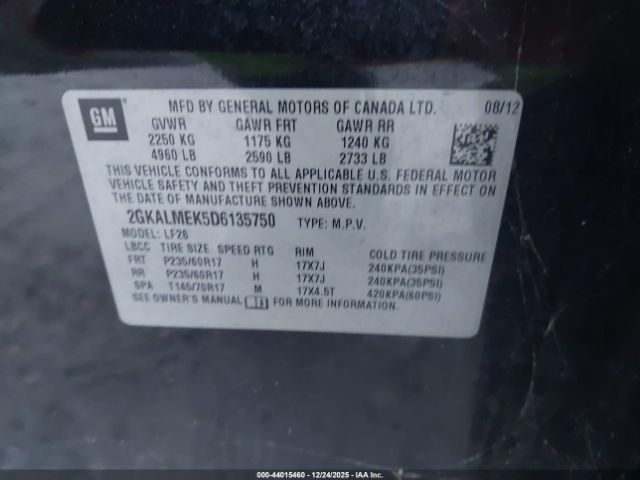 GM
MFD BY GENERAL MOTORS OF CANADA LTD. 08/12
GVWR GAWR FRT GAWR RR
2250 KG 1175 KG 1240 KG
4960 LB 2590 LB 2733 LB
THIS VEHICLE CONFORMS TO ALL APPLICABLE U.S. FEDERAL MOTOR
VEHICLE SAFETY AND THEFT PREVENTION STANDARDS IN EFFECT ON
THE DATE OF MANUFACTURE SHOWN ABOVE.
2GKALMEK5D6135750 TYPE: M.P.V.
MODEL: LF26
LBCC TIRE SIZE SPEED RTG RIM COLD TIRE PRESSURE
FRT P235/60R17 H 17X7J 240KPA(35PSI)
RR P235/60R17 H 17X7J 240KPA(35PSI)
SPA T145/70R17 M 17X4.5T 420KPA(60PSI)
SEE OWNER'S MANUAL FOR MORE INFORMATION.
000-44015460 - 12/24/2025 - IAAI.com